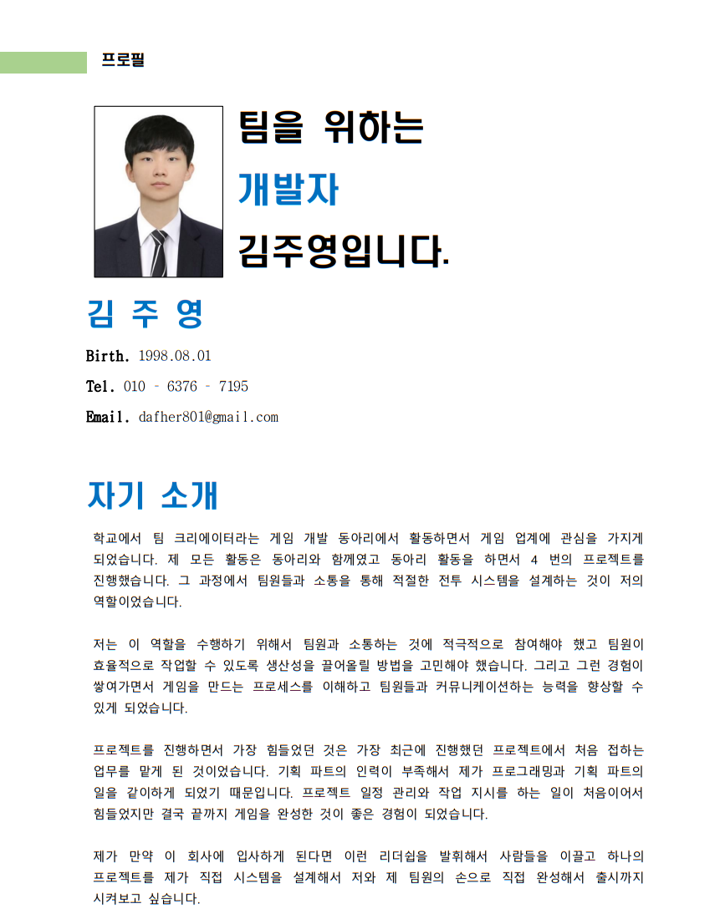 프로필
팀을 위하는
개발자
김주영입니다.
김 주 영
Birth. 1998.08.01
Tel. 010 - 6376 - 7195
Email. dafher801@gmail.com
자기 소개
학교에서 팀 크리에이터라는 게임 개발 동아리에서 활동하면서 게임 업계에 관심을 가지게
되었습니다. 제 모든 활동은 동아리와 함께였고 동아리 활동을 하면서 4 번의 프로젝트를
진행했습니다. 그 과정에서 팀원들과 소통을 통해 적절한 전투 시스템을 설계하는 것이 저의
역할이었습니다.
저는 이 역할을 수행하기 위해서 팀원과 소통하는 것에 적극적으로 참여해야 했고 팀원이
효율적으로 작업할 수 있도록 생산성을 끌어올릴 방법을 고민해야 했습니다. 그리고 그런 경험이
쌓여가면서 게임을 만드는 프로세스를 이해하고 팀원들과 커뮤니케이션하는 능력을 향상할 수
있게 되었습니다.
프로젝트를 진행하면서 가장 힘들었던 것은 가장 최근에 진행했던 프로젝트에서 처음 접하는
업무를 맡게 된 것이었습니다. 기획 파트의 인력이 부족해서 제가 프로그래밍과 기획 파트의
일을 같이하게 되었기 때문입니다. 프로젝트 일정 관리와 작업 지시를 하는 일이 처음이어서
힘들었지만 결국 끝까지 게임을 완성한 것이 좋은 경험이 되었습니다.
제가 만약 이 회사에 입사하게 된다면 이런 리더쉽을 발휘해서 사람들을 이끌고 하나의
프로젝트를 제가 직접 시스템을 설계해서 저와 제 팀원의 손으로 직접 완성해서 출시까지
시켜보고 싶습니다.